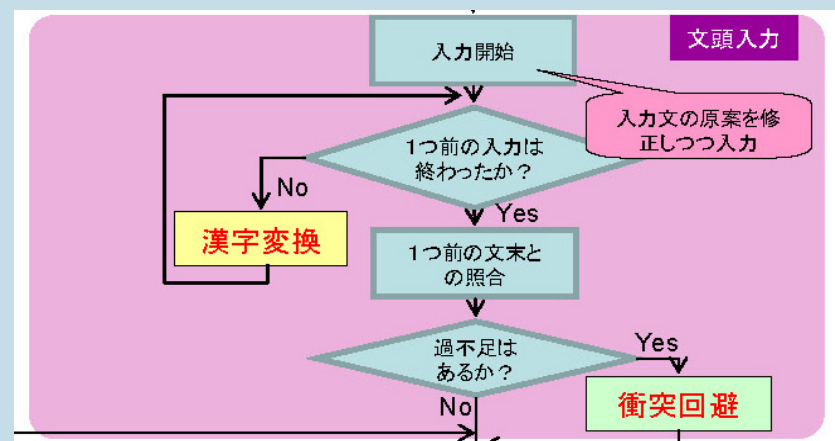 文頭入力
入力開始
入力文の原案を修
正しつつ入力
1つ前の入力は
終わったか？
No
Yes
漢字変換
1つ前の文末と
の照合
過不足は
あるか？
Yes
No
衝突回避